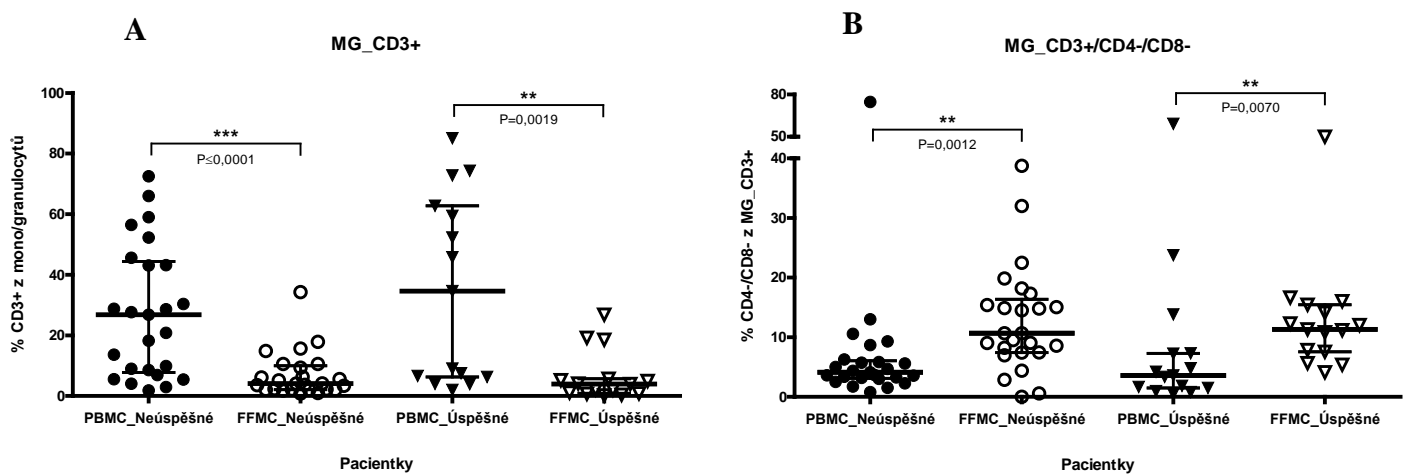 A
MG_CD3+
% CD3+ z mono/granulocytů
100
80
60
40
20
0
***
P≤0,0001
**
P=0,0019
PBMC_Neúspěšné
FFMC_Neúspěšné
PBMC_Úspěšné
FFMC_Úspěšné
Pacientky
B
MG_CD3+/CD4-/CD8-
% CD4-/CD8- z MG_CD3+
80
50
40
30
20
10
0
**
P=0,0012
**
P=0,0070
PBMC_Neúspěšné
FFMC_Neúspěšné
PBMC_Úspěšné
FFMC_Úspěšné
Pacientky